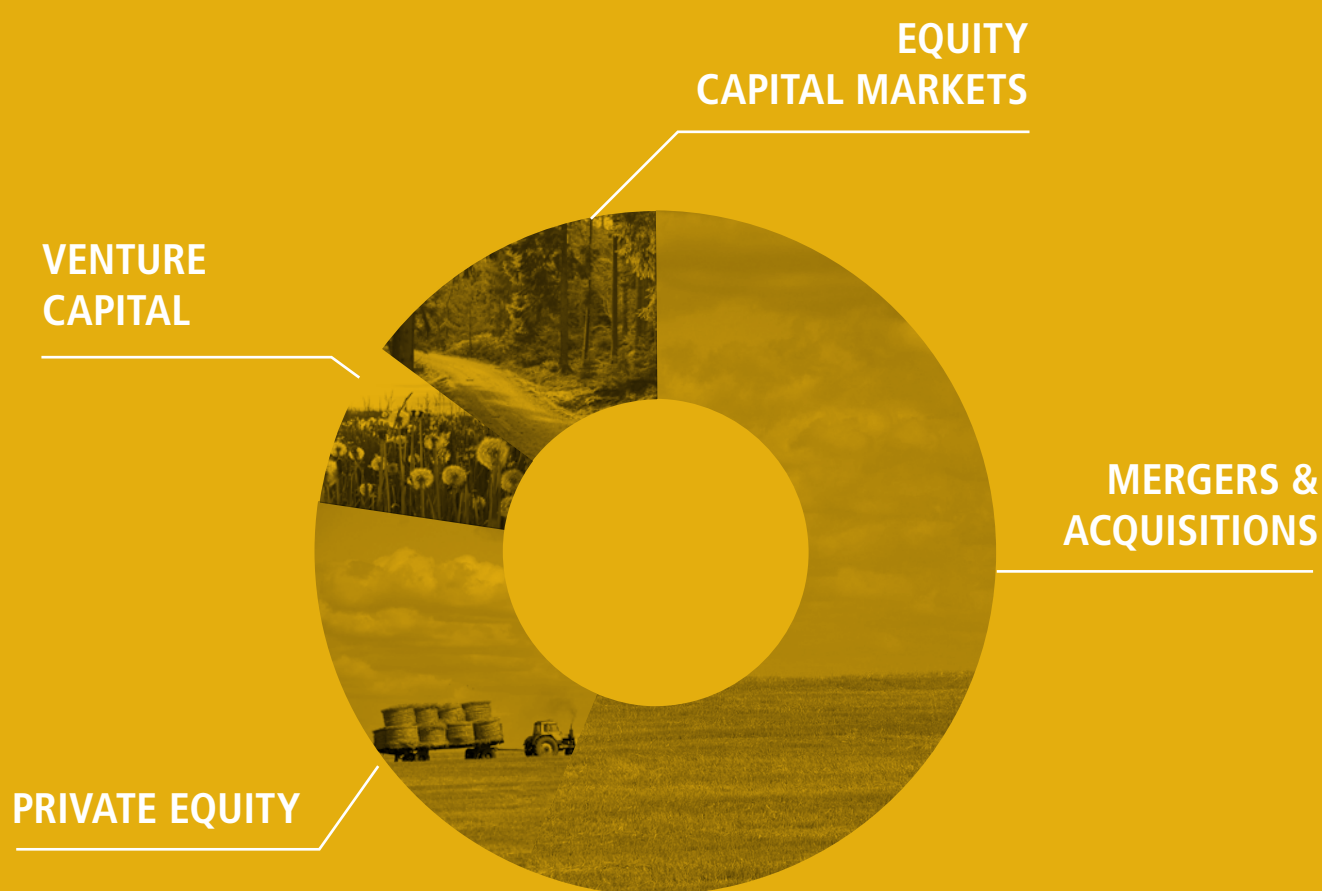 EQUITY
CAPITAL MARKETS
VENTURE
CAPITAL
MERGERS &
ACQUISITIONS
PRIVATE EQUITY